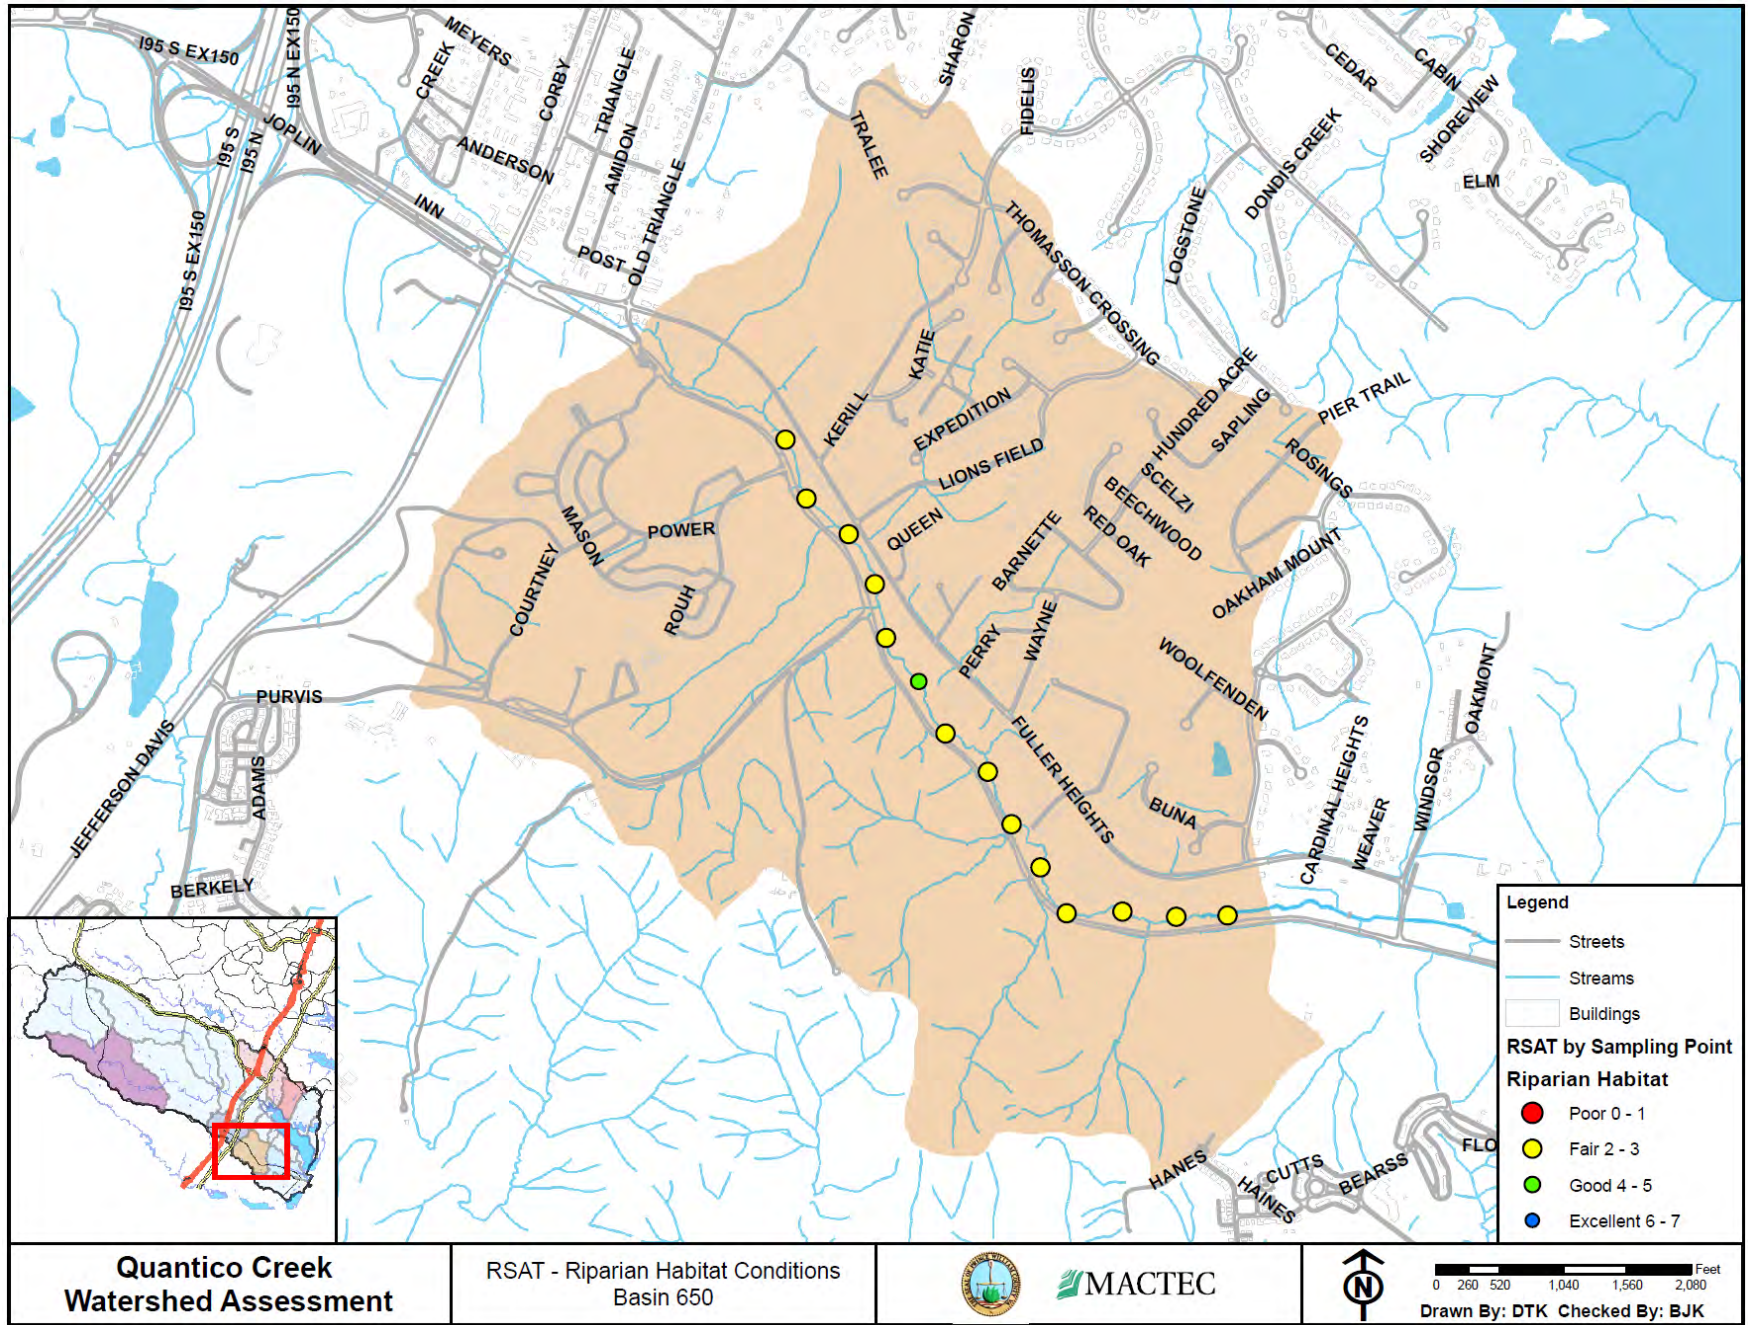 MEYERS
SHARON
I95 S EX150
I95 N EX150
CREEK
CORBY
TRIANGLE
FIDELIS
CEDAR
CABIN
SHOREVIEW
JOPLIN
I95 S
I95 N
ANDERSON
AMIDON
TRALEE
DONDIS CREEK
ELM
INN
OLD TRIANGLE
POST
I95 S EX150
THOMASSON CROSSING
LOGSTONE
KATIE
KERILL
EXPEDITION
HUNDRED ACRE
SAPLING
PIER TRAIL
LIONS FIELD
ROSINGS
SCELZI
BEECHWOOD
RED OAK
MASON
POWER
QUEEN
BARNETTE
COURTNEY
OAKHAM MOUNT
ROUH
PERRY
WAYNE
WOOLFENDEN
OAKMONT
PURVIS
FULLER HEIGHTS
JEFFERSON DAVIS
ADAMS
CARDINAL HEIGHTS
WINDSOR
WEAVER
BUNA
BERKELY
HANES
CUTTS
BEARSS
HAINES
FLO
Legend
Streets
Streams
Buildings
RSAT by Sampling Point
Riparian Habitat
Poor 0 - 1
Fair 2 - 3
Good 4 - 5
Excellent 6 - 7
Quantico Creek
Watershed Assessment
RSAT - Riparian Habitat Conditions
Basin 650
MACTEC
N
Feet
0 260 520 1,040 1,560 2,080
Drawn By: DTK Checked By: BJK